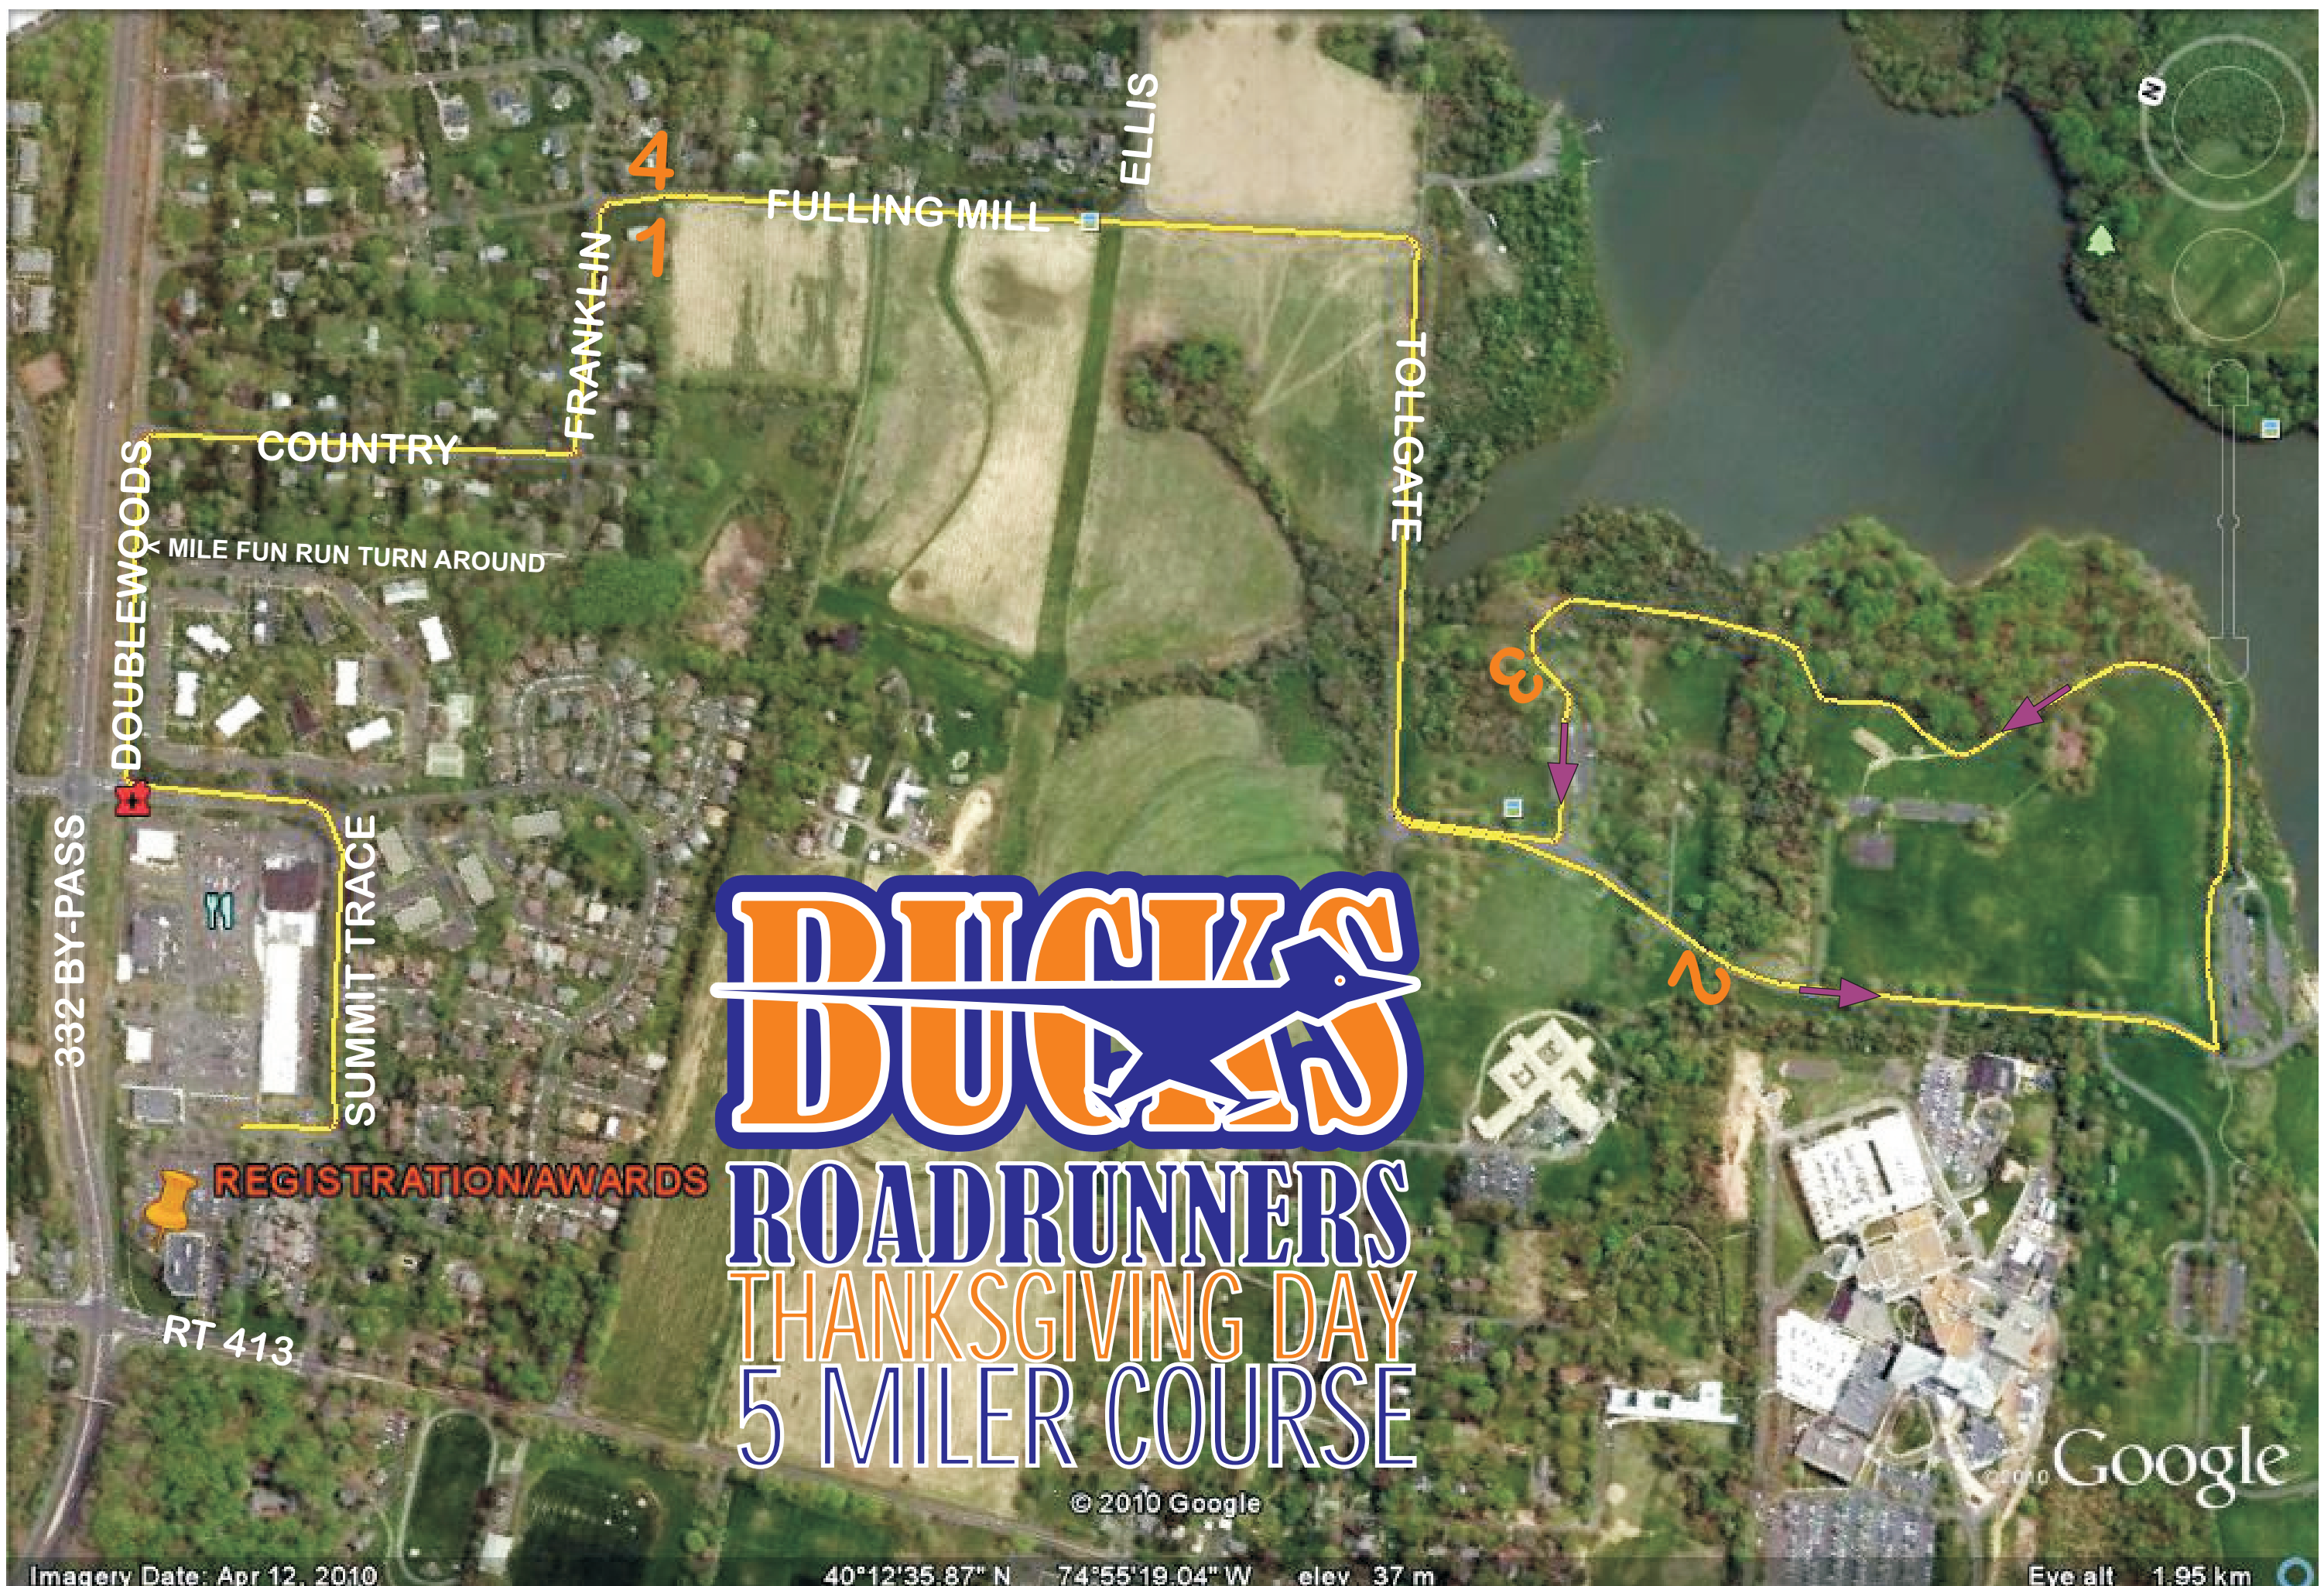 N
ELLIS
4
FULLING MILL
1
FRANKLIN
TOLLGATE
COUNTRY
DOUBLEWOODS
< MILE FUN RUN TURN AROUND
3
332 BY-PASS
SUMMIT TRACE
2
BUCKS
ROADRUNNERS
THANKSGIVING DAY
5 MILER COURSE
REGISTRATION/AWARDS
RT 413
©2010 Google
© 2010 Google
Imagery Date: Apr 12, 2010
40°12'35.87" N 74°55'19.04" W elev 37 m
Eye alt 1.95 km